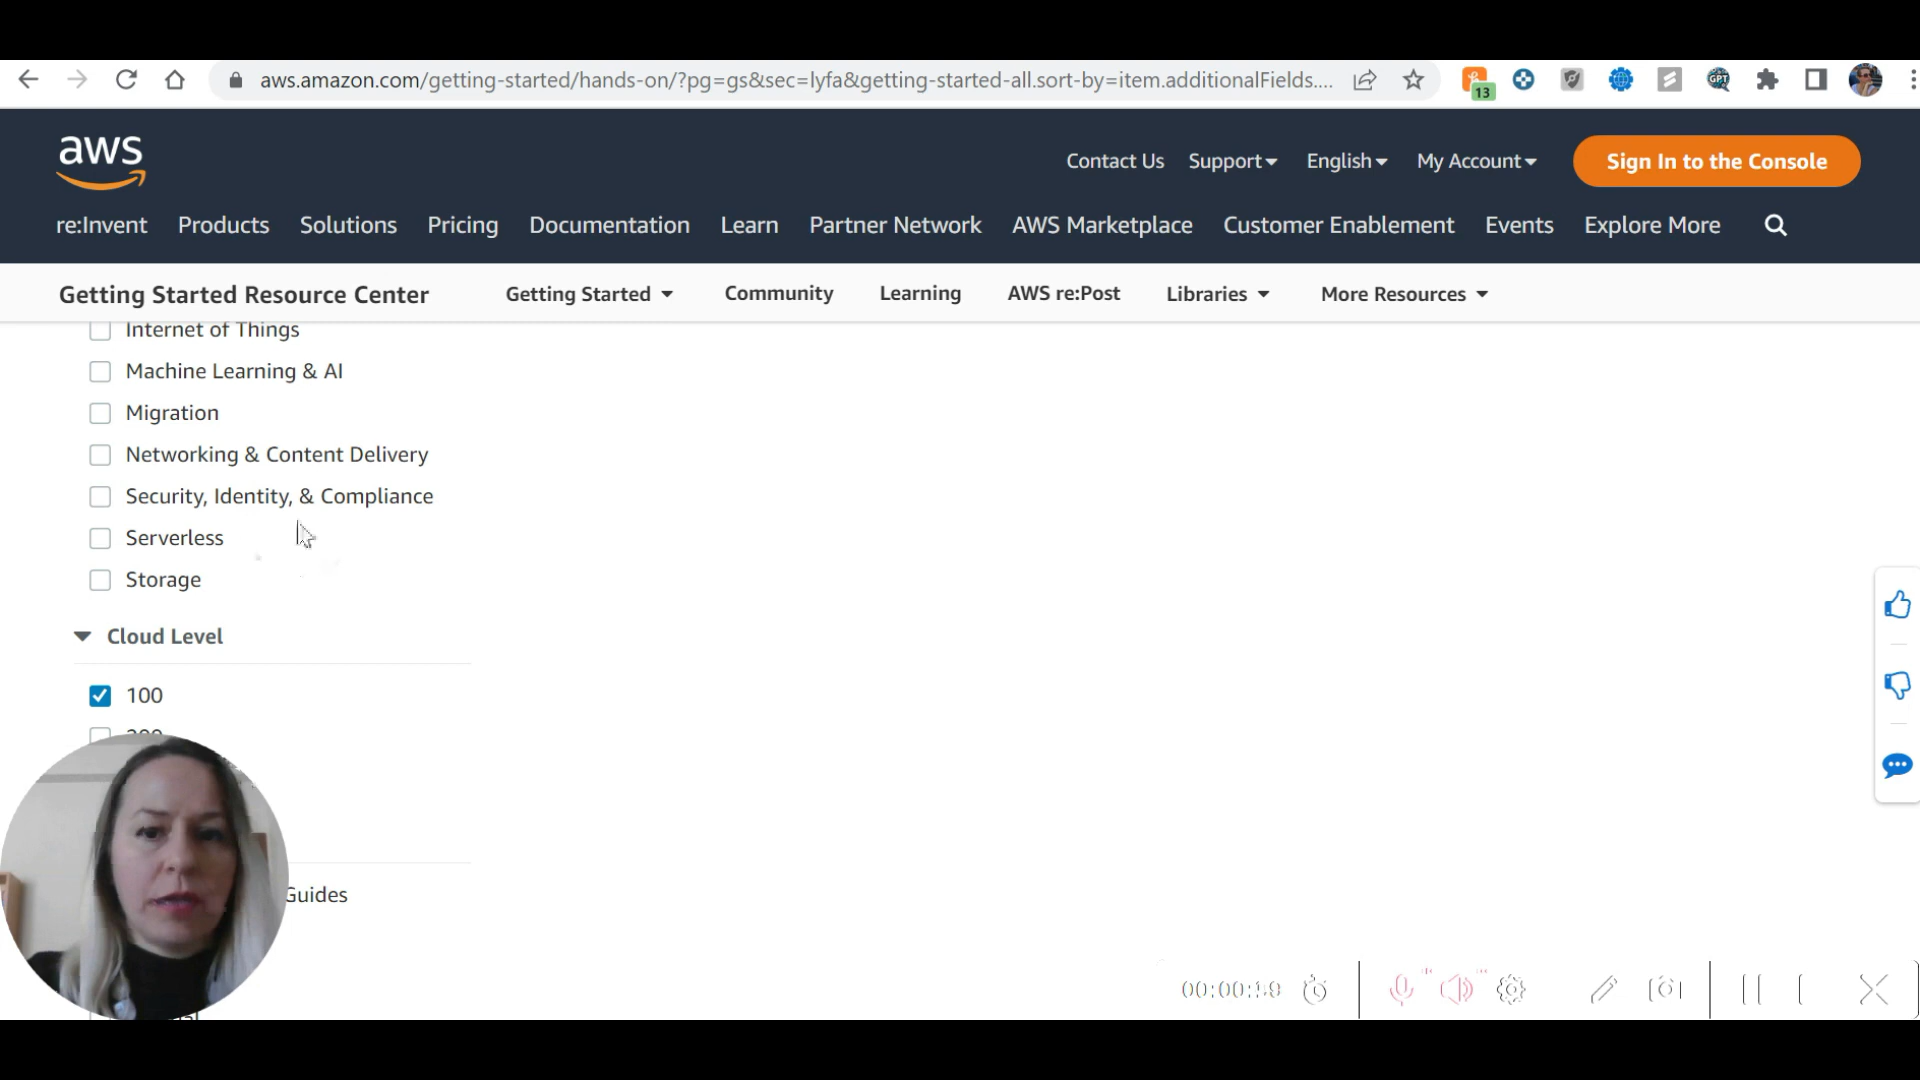 aws.amazon.com/getting-started/hands-on/?pg=gs&sec=lyfa&getting-started-all.sort-by=item.additionalFields....
13
GPT
aws
Contact Us Support English My Account Sign In to the Console
re:Invent Products Solutions Pricing Documentation Learn Partner Network AWS Marketplace Customer Enablement Events Explore More
Getting Started Resource Center Getting Started Community Learning AWS re:Post Libraries More Resources
Internet of Things
Machine Learning & AI
Migration
Networking & Content Delivery
Security, Identity, & Compliance
Serverless
Storage
Cloud Level
100
Guides